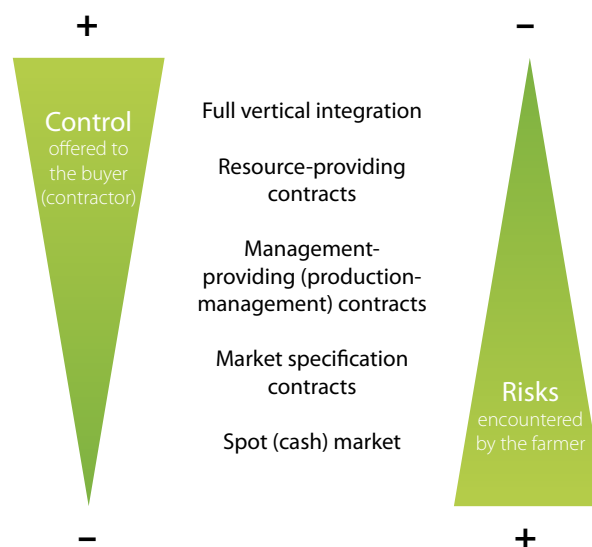 +
–
Control
offered to
the buyer
(contractor)
Full vertical integration
Resource-providing
contracts
Management-
providing (production-
management) contracts
Market specification
contracts
Spot (cash) market
Risks
encountered
by the farmer
–
+